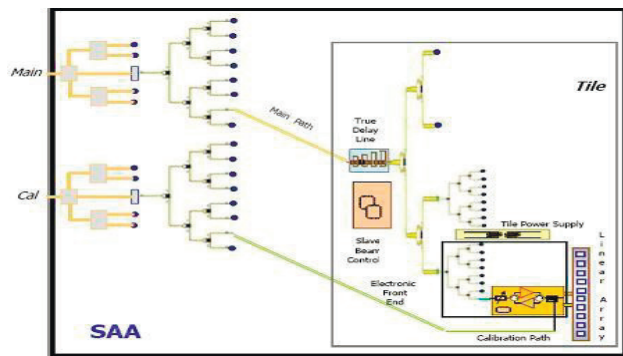 Main
Cal
Main Path
True
Delay
Line
Tile
Slave
Beam
Control
Tile Power Supply
Electronic
Front
End
Linear Array
Calibration Path
SAA